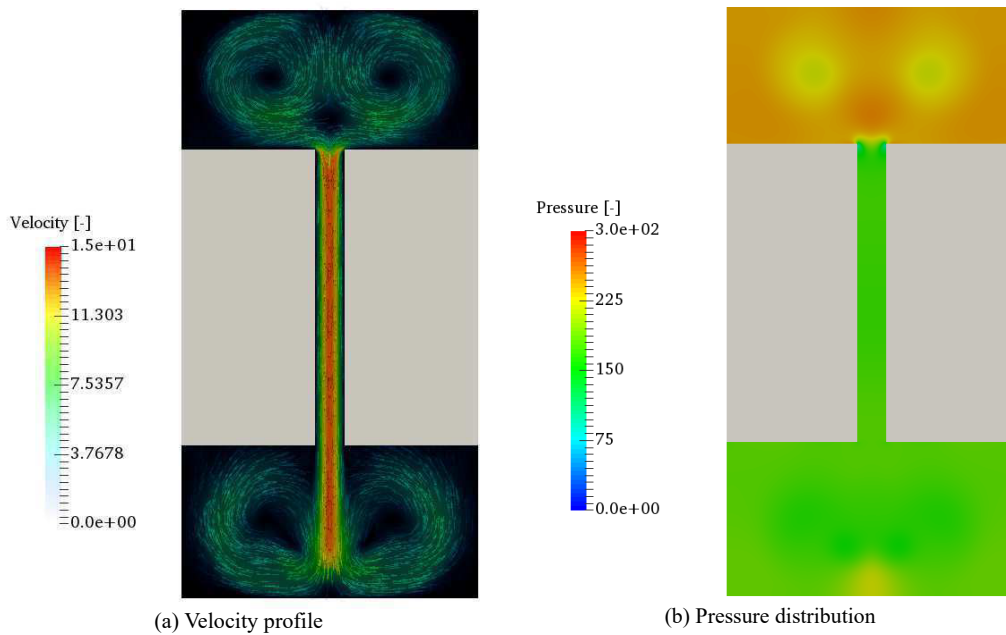 Velocity [-]
1.5e+01
11.303
7.5357
3.7678
0.0e+00
(a) Velocity profile
Pressure [-]
3.0e+02
225
150
75
0.0e+00
(b) Pressure distribution